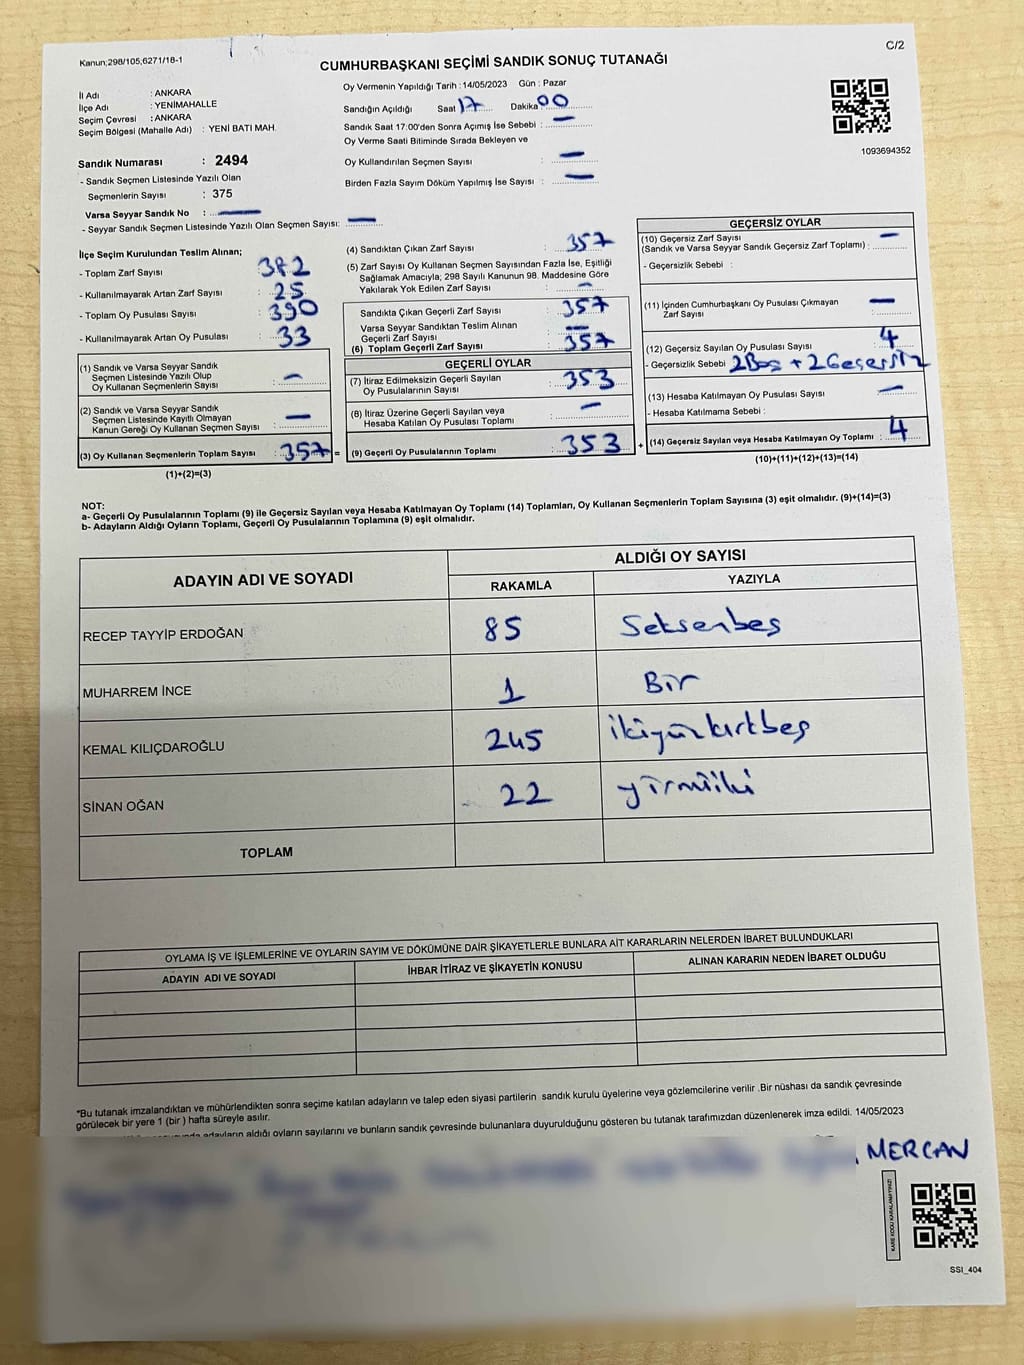 Kanun;298/105,6271/18-1
C/2
CUMHURBAŞKANI SEÇİMİ SANDIK SONUÇ TUTANAĞI
İl Adı : ANKARA
İlçe Adı : YENİMAHALLE
Seçim Çevresi : ANKARA
Seçim Bölgesi (Mahalle Adı) : YENİ BATI MAH.
Sandık Numarası : 2494
- Sandık Seçmen Listesinde Yazılı Olan
Seçmenlerin Sayısı : 375
Varsa Seyyar Sandık No : —
- Seyyar Sandık Seçmen Listesinde Yazılı Olan Seçmen Sayısı: —
Oy Vermenin Yapıldığı Tarih : 14/05/2023 Gün : Pazar
Sandığın Açıldığı Saat 17 Dakika 00
Sandık Saat 17:00'den Sonra Açımış İse Sebebi : —
Oy Verme Saati Bitiminde Sırada Bekleyen ve
Oy Kullandırılan Seçmen Sayısı : —
Birden Fazla Sayım Döküm Yapılmış İse Sayısı : —
1093694352
İlçe Seçim Kurulundan Teslim Alınan;
- Toplam Zarf Sayısı : 382
- Kullanılmayarak Artan Zarf Sayısı : 25
- Toplam Oy Pusulası Sayısı : 390
- Kullanılmayarak Artan Oy Pusulası : 33
(1) Sandık ve Varsa Seyyar Sandık
Seçmen Listesinde Yazılı Olup
Oy Kullanan Seçmenlerin Sayısı : —
(2) Sandık ve Varsa Seyyar Sandık
Seçmen Listesinde Kayıtlı Olmayan
Kanun Gereği Oy Kullanan Seçmen Sayısı : —
(3) Oy Kullanan Seçmenlerin Toplam Sayısı : 357 =
(1)+(2)=(3)
(4) Sandıktan Çıkan Zarf Sayısı : 357
(5) Zarf Sayısı Oy Kullanan Seçmen Sayısından Fazla İse, Eşitliği
Sağlamak Amacıyla; 298 Sayılı Kanunun 98. Maddesine Göre
Yakılarak Yok Edilen Zarf Sayısı : —
Sandıkta Çıkan Geçerli Zarf Sayısı : 357
Varsa Seyyar Sandıktan Teslim Alınan
Geçerli Zarf Sayısı : —
(6) Toplam Geçerli Zarf Sayısı : 357
GEÇERLİ OYLAR
(7) İtiraz Edilmeksizin Geçerli Sayılan
Oy Pusulalarının Sayısı : 353
(8) İtiraz Üzerine Geçerli Sayılan veya
Hesaba Katılan Oy Pusulası Toplamı : —
(9) Geçerli Oy Pusulalarının Toplamı : 353 +
GEÇERSİZ OYLAR
(10) Geçersiz Zarf Sayısı
(Sandık ve Varsa Seyyar Sandık Geçersiz Zarf Toplamı) : —
- Geçersizlik Sebebi :
(11) İçinden Cumhurbaşkanı Oy Pusulası Çıkmayan
Zarf Sayısı : —
(12) Geçersiz Sayılan Oy Pusulası Sayısı : 4
- Geçersizlik Sebebi 2 Boş + 2 Geçersiz
(13) Hesaba Katılmayan Oy Pusulası Sayısı : —
- Hesaba Katılmama Sebebi :
(14) Geçersiz Sayılan veya Hesaba Katılmayan Oy Toplamı : 4
(10)+(11)+(12)+(13)=(14)
NOT:
a- Geçerli Oy Pusulalarının Toplamı (9) ile Geçersiz Sayılan veya Hesaba Katılmayan Oy Toplamı (14) Toplamları, Oy Kullanan Seçmenlerin Toplam Sayısına (3) eşit olmalıdır. (9)+(14)=(3)
b- Adayların Aldığı Oyların Toplamı, Geçerli Oy Pusulalarının Toplamına (9) eşit olmalıdır.
ADAYIN ADI VE SOYADI
ALDIĞI OY SAYISI
RAKAMLA YAZIYLA
RECEP TAYYİP ERDOĞAN 85 Seksenbeş
MUHARREM İNCE 1 Bir
KEMAL KILIÇDAROĞLU 245 ikiyüzkırkbeş
SİNAN OĞAN 22 yirmiiki
TOPLAM
OYLAMA İŞ VE İŞLEMLERİNE VE OYLARIN SAYIM VE DÖKÜMÜNE DAİR ŞİKAYETLERLE BUNLARA AİT KARARLARIN NELERDEN İBARET BULUNDUKLARI
ADAYIN ADI VE SOYADI İHBAR İTİRAZ VE ŞİKAYETİN KONUSU ALINAN KARARIN NEDEN İBARET OLDUĞU
*Bu tutanak imzalandıktan ve mühürlendikten sonra seçime katılan adayların ve talep eden siyasi partilerin sandık kurulu üyelerine veya gözlemcilerine verilir .Bir nüshası da sandık çevresinde
görülecek bir yere 1 (bir ) hafta süreyle asılır.
adayların aldığı oyların sayılarını ve bunların sandık çevresinde bulunanlara duyurulduğunu gösteren bu tutanak tarafımızdan düzenlenerek imza edildi. 14/05/2023
MERCAN
KARE KODU KARALAMAYINIZ!
SSİ_404